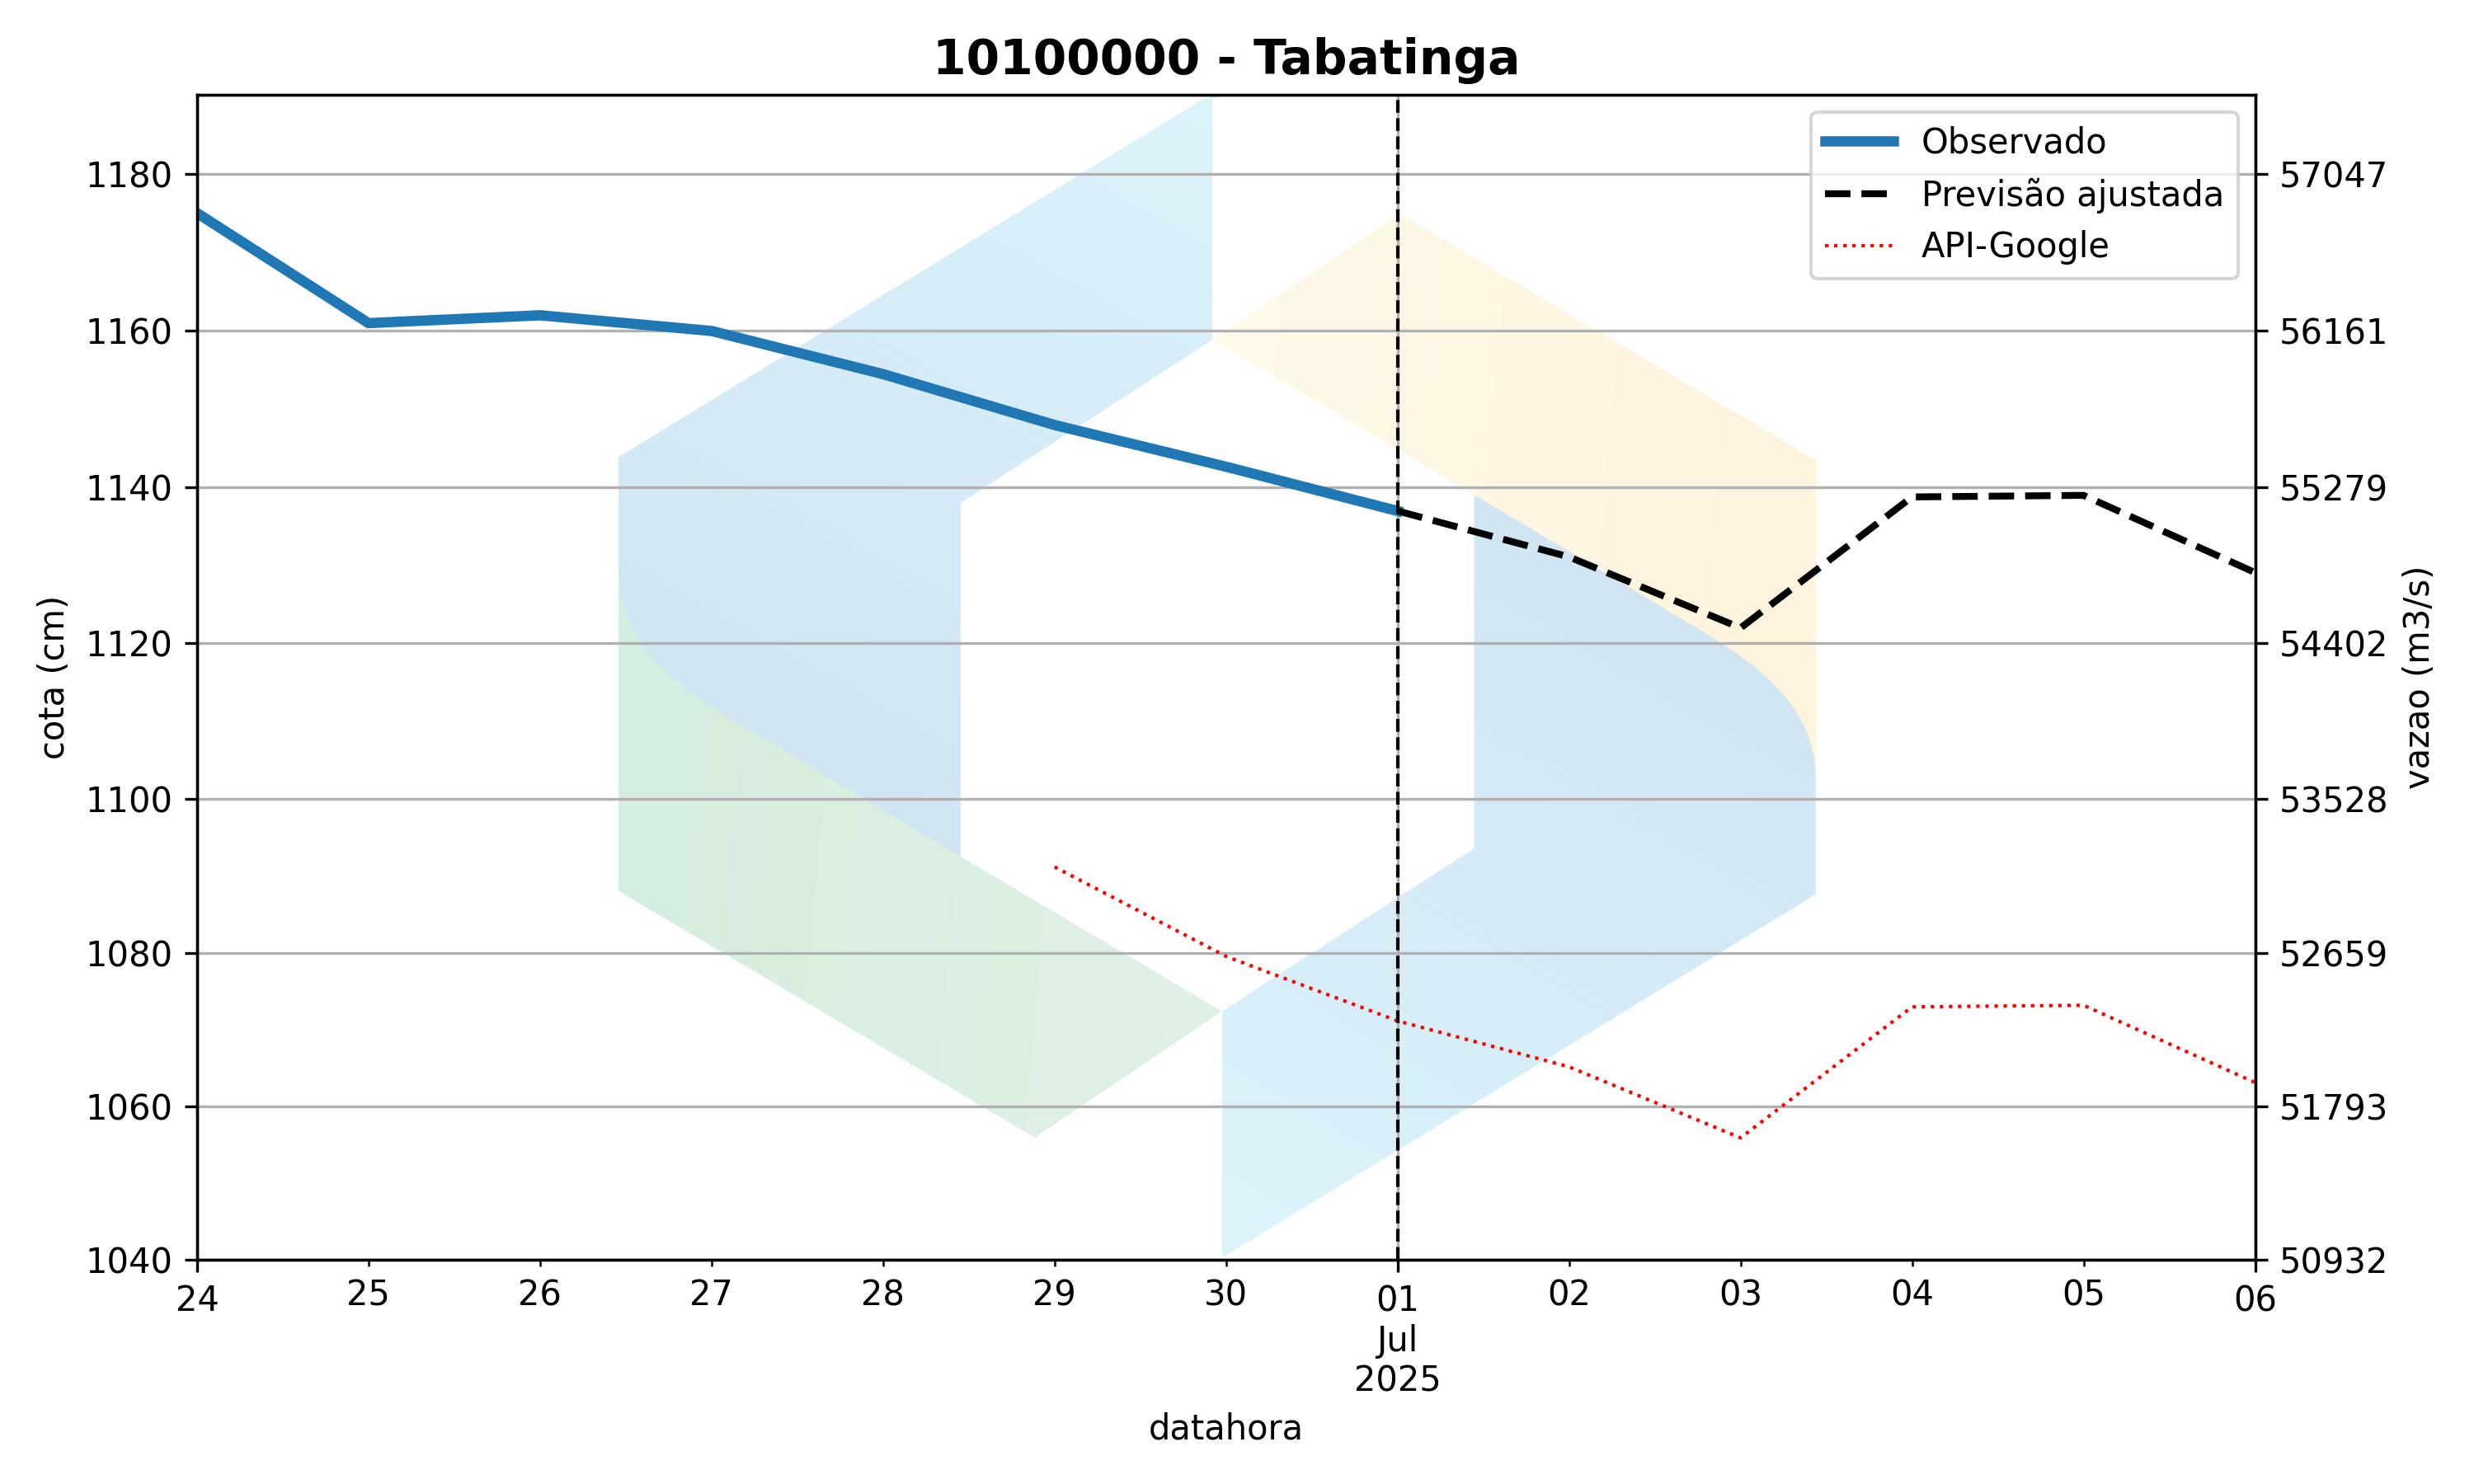 10100000 - Tabatinga
Observado
Previsão ajustada
API-Google
1180
1160
1140
1120
1100
1080
1060
1040
cota (cm)
57047
56161
55279
54402
53528
52659
51793
50932
vazao (m3/s)
24 25 26 27 28 29 30 01 02 03 04 05 06
Jul
2025
datahora